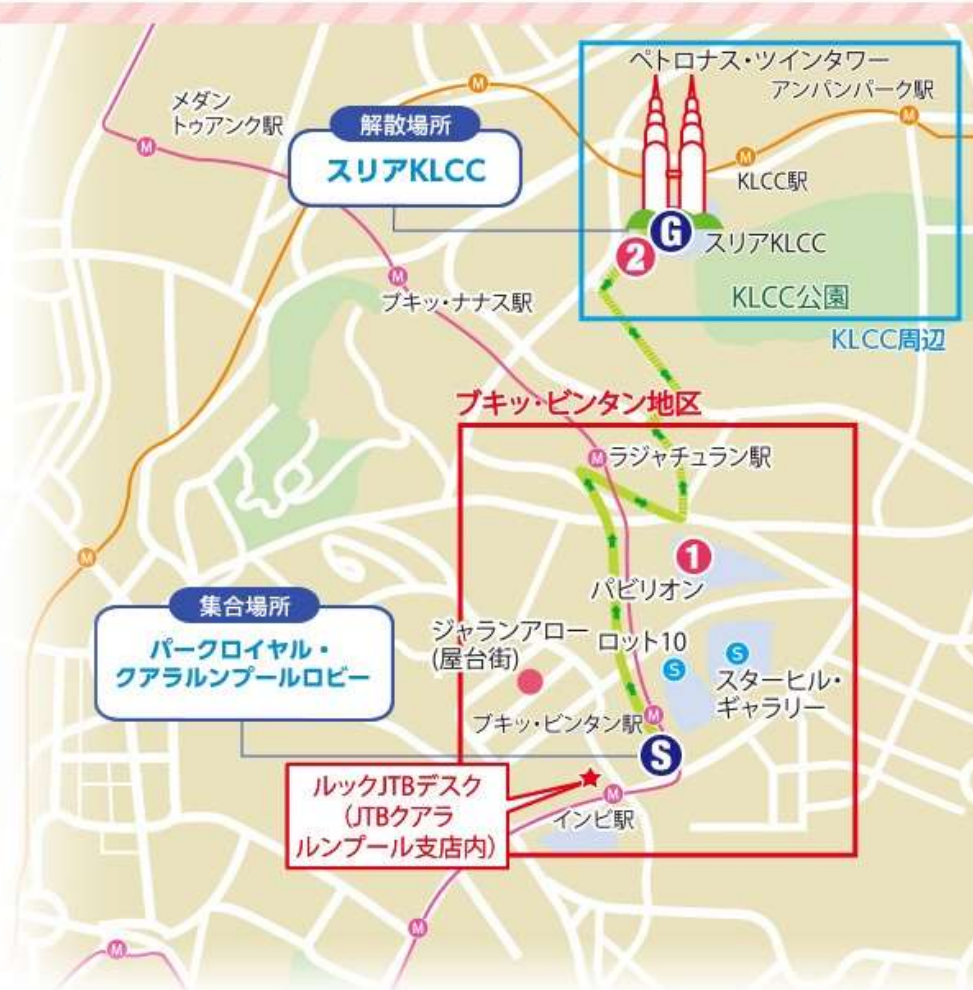 ペトロナス・ツインタワー
アンパンパーク駅
メダン
トゥアンク駅
解散場所
スリアKLCC
KLCC駅
G
2
スリアKLCC
ブキッ・ナナス駅
KLCC公園
KLCC周辺
ブキッ・ビンタン地区
ラジャチュラン駅
1
パビリオン
集合場所
パークロイヤル・
クアラルンプールロビー
ジャランアロー
(屋台街)
ロット10
S
S
スターヒル・
ギャラリー
ブキッ・ビンタン駅
S
ルックJTBデスク
(JTBクアラ
ルンプール支店内)
インビ駅
M
M
M
M
M
M
M
M
M
M
M